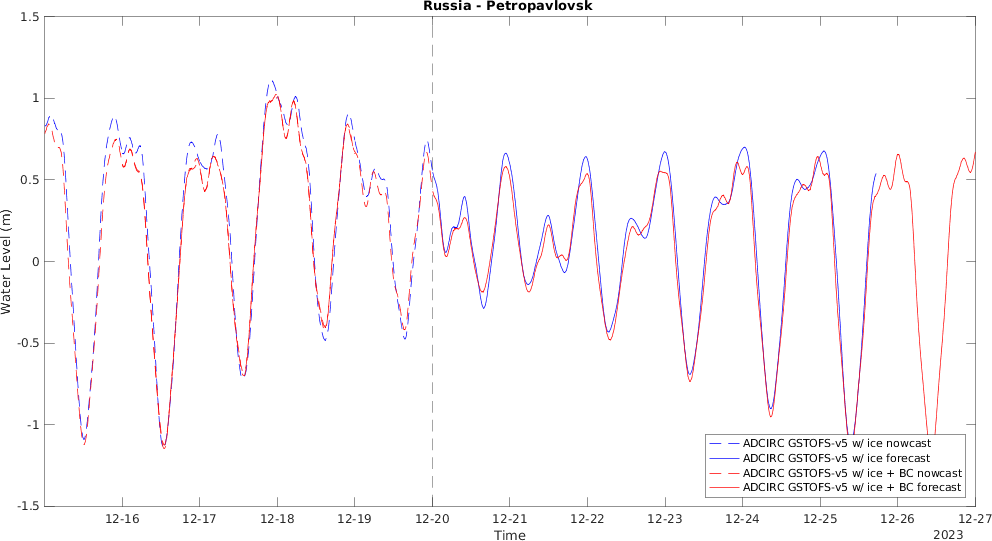 Russia - Petropavlovsk
1.5
1
0.5
0
-0.5
-1
-1.5
Water Level (m)
12-16
12-17
12-18
12-19
12-20
12-21
12-22
12-23
12-24
12-25
12-26
12-27
Time
2023
ADCIRC GSTOFS-v5 w/ ice nowcast
ADCIRC GSTOFS-v5 w/ ice forecast
ADCIRC GSTOFS-v5 w/ ice + BC nowcast
ADCIRC GSTOFS-v5 w/ ice + BC forecast